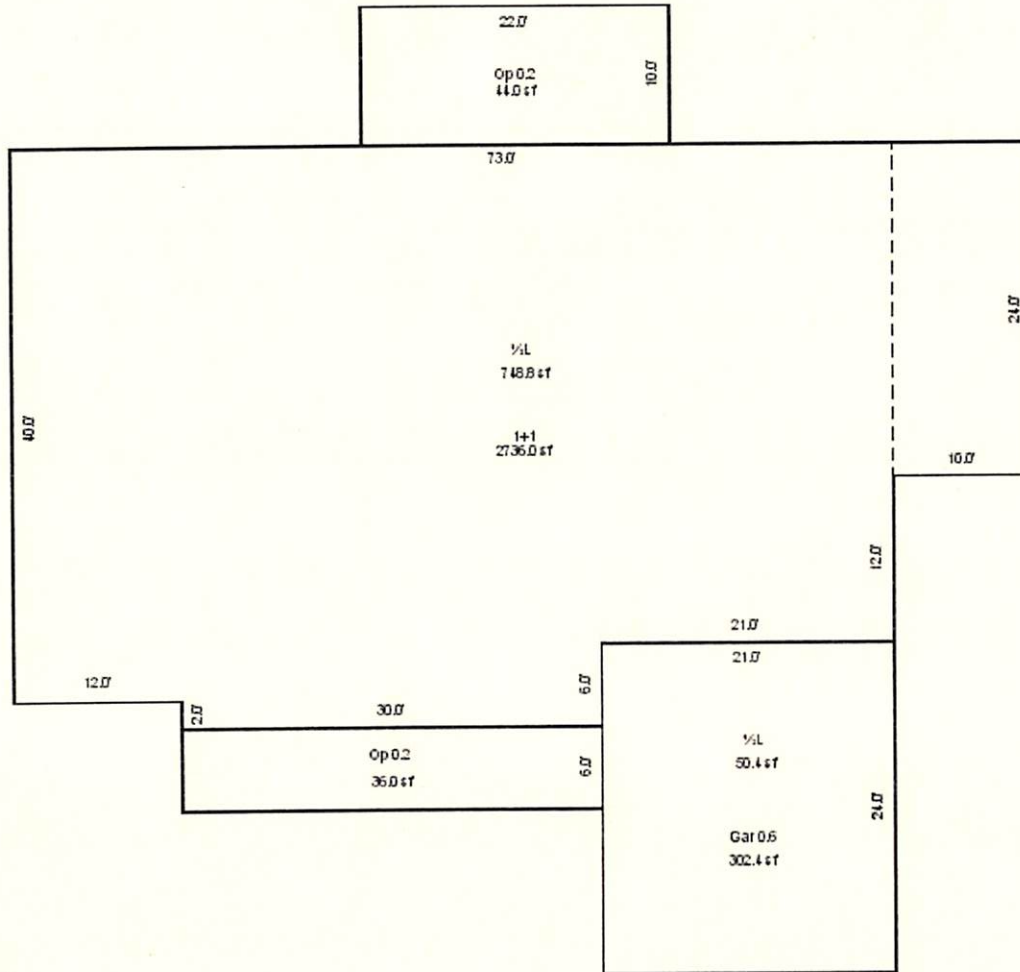 22.0'
Op 0.2
44.0 sf
10.0'
73.0'
24.0'
½L
748.8 sf
40.0'
1+1
2736.0 sf
10.0'
12.0'
21.0'
21.0'
12.0'
6.0'
2.0'
30.0'
½L
50.4 sf
Op 0.2
36.0 sf
6.0'
24.0'
Gar 0.6
302.4 sf